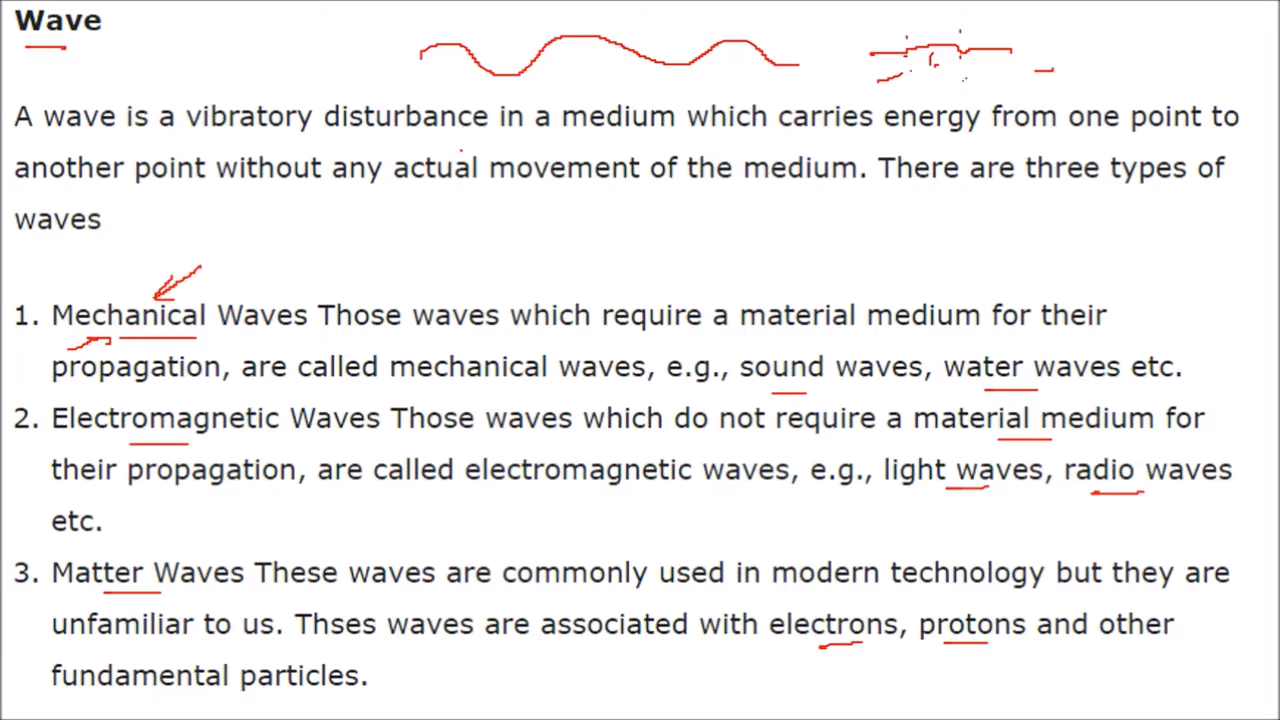 Wave
A wave is a vibratory disturbance in a medium which carries energy from one point to
another point without any actual movement of the medium. There are three types of
waves
1. Mechanical Waves Those waves which require a material medium for their
propagation, are called mechanical waves, e.g., sound waves, water waves etc.
2. Electromagnetic Waves Those waves which do not require a material medium for
their propagation, are called electromagnetic waves, e.g., light waves, radio waves
etc.
3. Matter Waves These waves are commonly used in modern technology but they are
unfamiliar to us. Thses waves are associated with electrons, protons and other
fundamental particles.